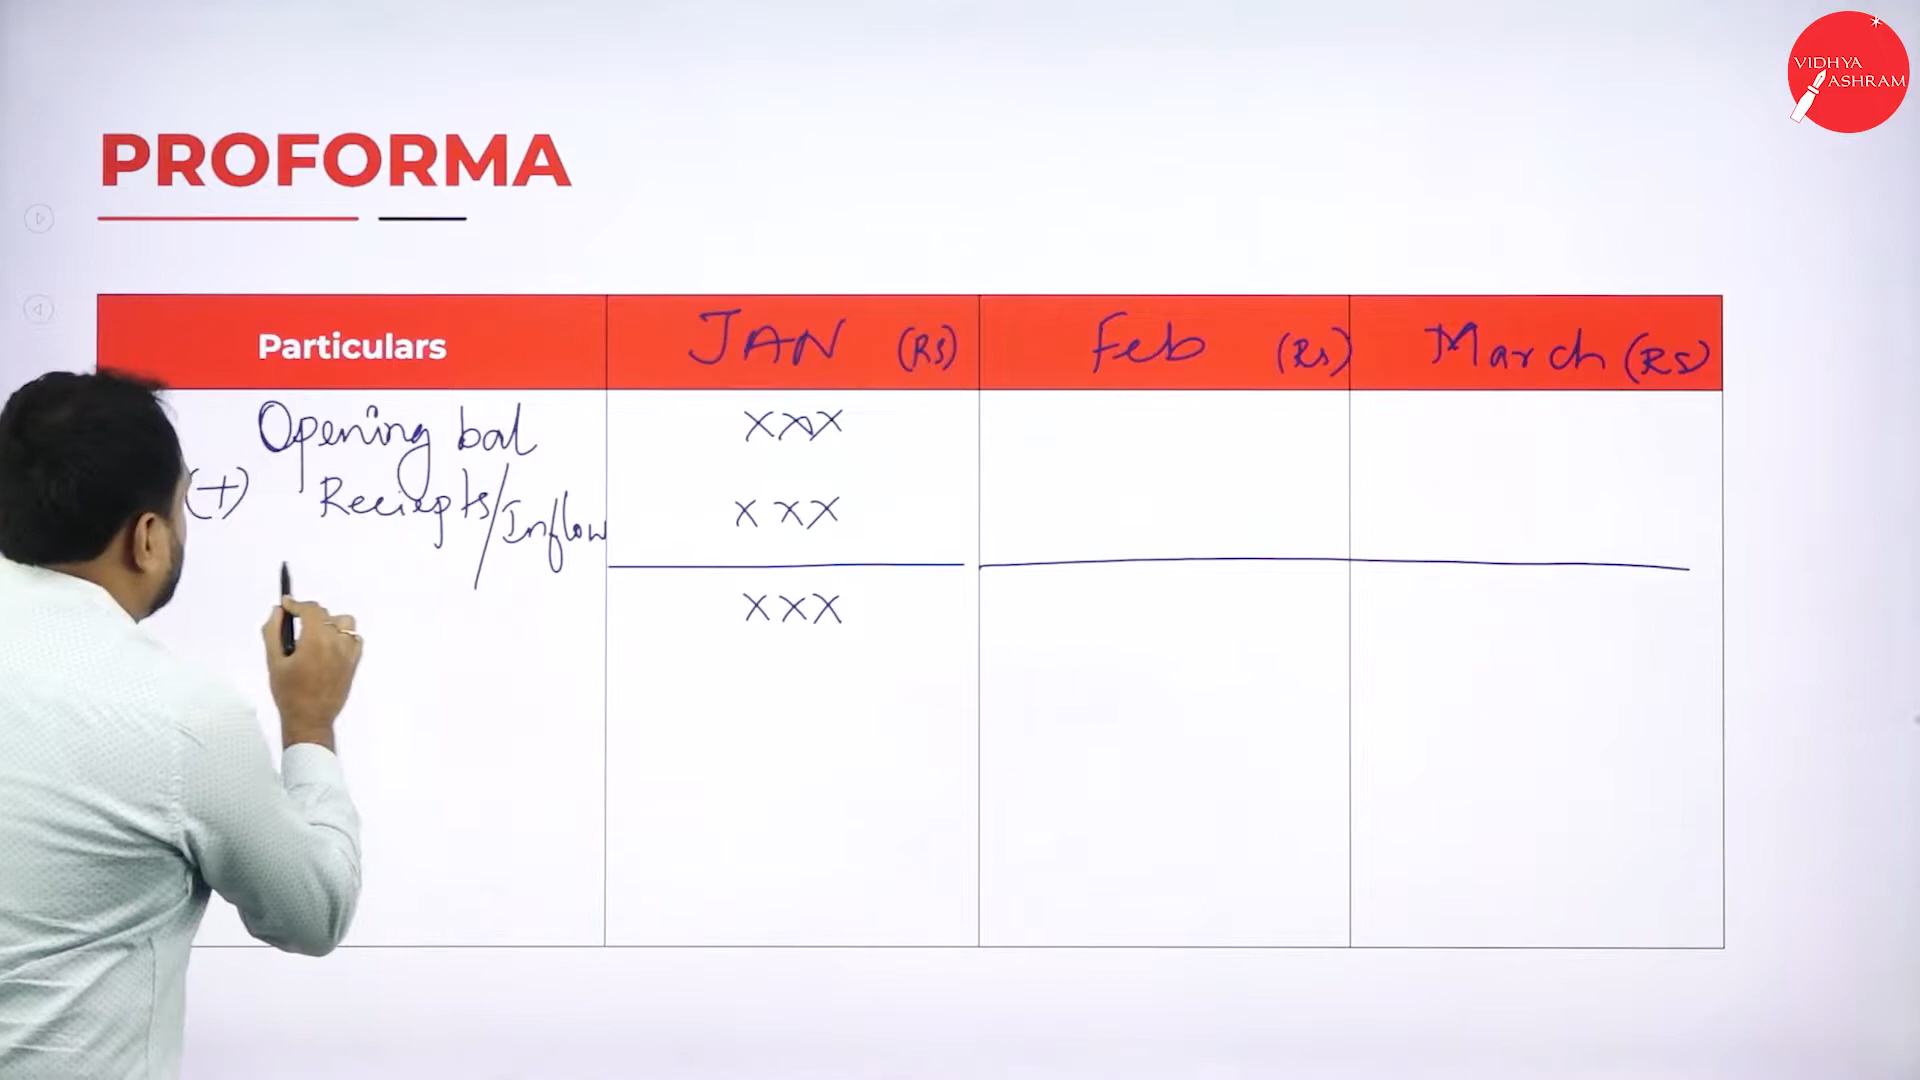 VIDHYA
ASHRAM
PROFORMA
Particulars JAN (RS) Feb (Rs) March (RS)
Opening bal XXX
(+) Reciepts/Inflow XXX
XXX